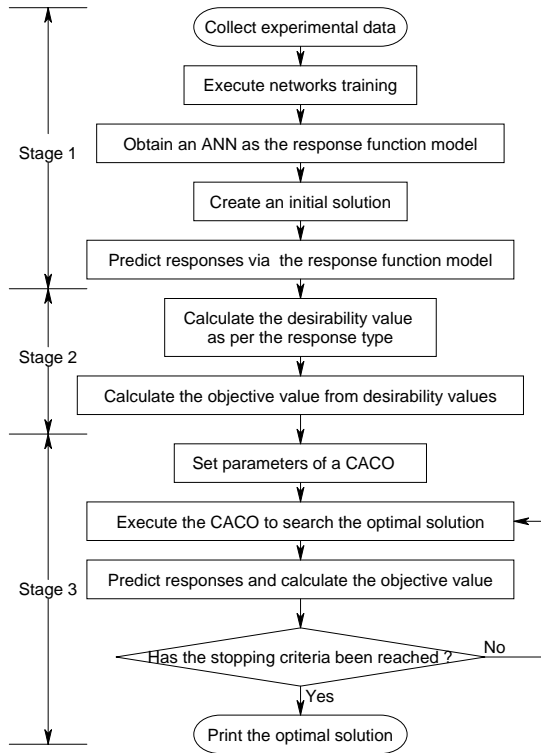 Collect experimental data
Execute networks training
Obtain an ANN as the response function model
Stage 1
Create an initial solution
Predict responses via the response function model
Calculate the desirability value
as per the response type
Stage 2
Calculate the objective value from desirability values
Set parameters of a CACO
Execute the CACO to search the optimal solution
Predict responses and calculate the objective value
Stage 3
Has the stopping criteria been reached ?
No
Yes
Print the optimal solution